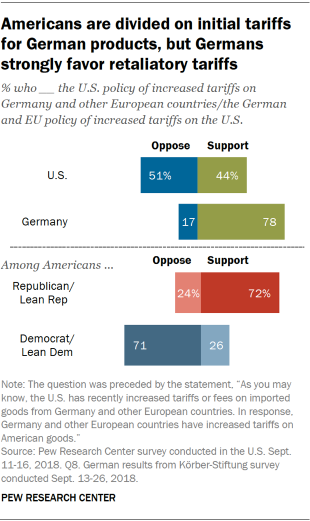 Americans are divided on initial tariffs
for German products, but Germans
strongly favor retaliatory tariffs
% who __ the U.S. policy of increased tariffs on
Germany and other European countries/the German
and EU policy of increased tariffs on the U.S.
Oppose Support
U.S. 51% 44%
Germany 17 78
Among Americans ... Oppose Support
Republican/
Lean Rep 24% 72%
Democrat/
Lean Dem 71 26
Note: The question was preceded by the statement, “As you may
know, the U.S. has recently increased tariffs or fees on imported
goods from Germany and other European countries. In response,
Germany and other European countries have increased tariffs on
American goods.”
Source: Pew Research Center survey conducted in the U.S. Sept.
11-16, 2018. Q8. German results from Körber-Stiftung survey
conducted Sept. 13-26, 2018.
PEW RESEARCH CENTER